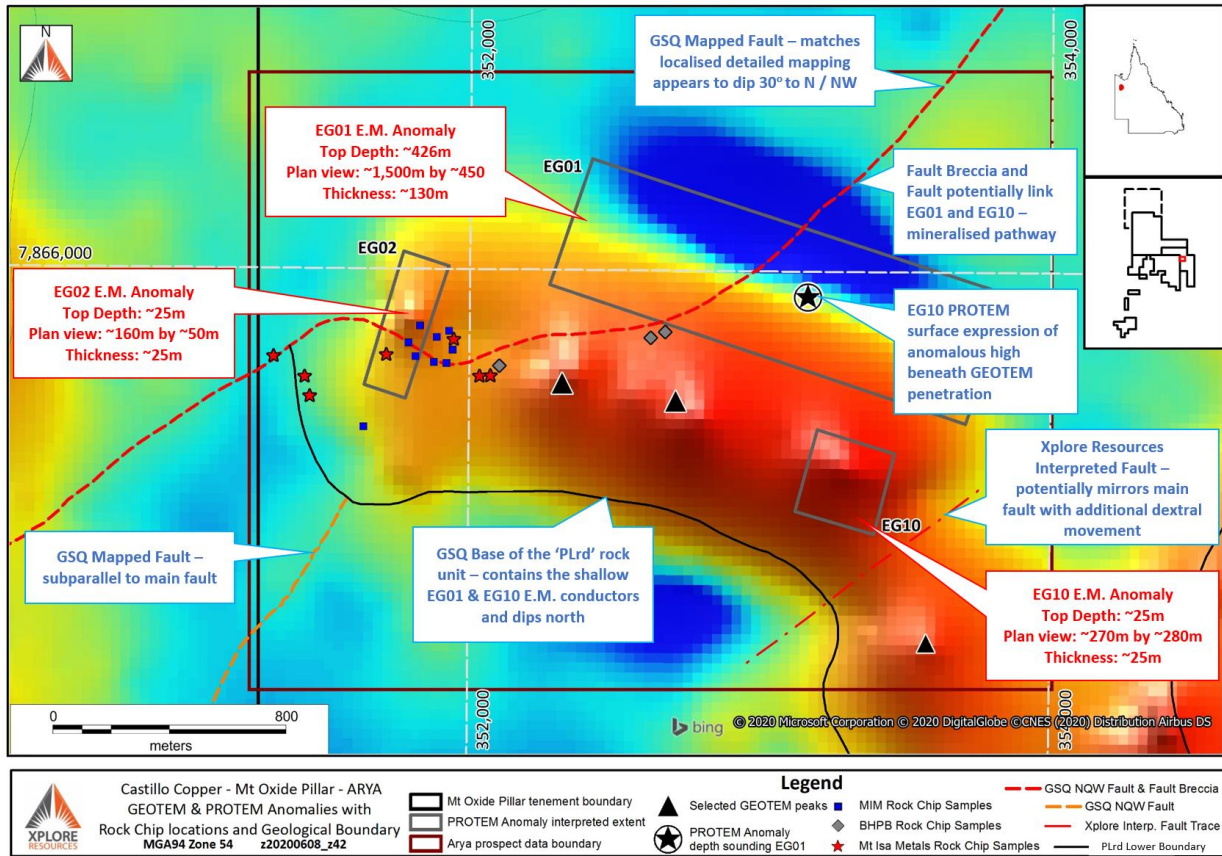 N
XPLORE
RESOURCES
352,000
354,000
GSQ Mapped Fault – matches
localised detailed mapping
appears to dip 30° to N / NW
EG01 E.M. Anomaly
Top Depth: ~426m
Plan view: ~1,500m by ~450
Thickness: ~130m
EG01
Fault Breccia and
Fault potentially link
EG01 and EG10 –
mineralised pathway
7,866,000
EG02
EG02 E.M. Anomaly
Top Depth: ~25m
Plan view: ~160m by ~50m
Thickness: ~25m
EG10 PROTEM
surface expression of
anomalous high
beneath GEOTEM
penetration
Xplore Resources
Interpreted Fault –
potentially mirrors main
fault with additional dextral
movement
EG10
GSQ Mapped Fault –
subparallel to main fault
GSQ Base of the ‘PLrd’ rock
unit – contains the shallow
EG01 & EG10 E.M. conductors
and dips north
EG10 E.M. Anomaly
Top Depth: ~25m
Plan view: ~270m by ~280m
Thickness: ~25m
0 800
meters
352,000
354,000
bing © 2020 Microsoft Corporation © 2020 DigitalGlobe ©CNES (2020) Distribution Airbus DS
XPLORE
RESOURCES
Castillo Copper - Mt Oxide Pillar - ARYA
GEOTEM & PROTEM Anomalies with
Rock Chip locations and Geological Boundary
MGA94 Zone 54 z20200608_z42
Legend
Mt Oxide Pillar tenement boundary
PROTEM Anomaly interpreted extent
Arya prospect data boundary
Selected GEOTEM peaks
PROTEM Anomaly
depth sounding EG01
MIM Rock Chip Samples
BHPB Rock Chip Samples
Mt Isa Metals Rock Chip Samples
GSQ NQW Fault & Fault Breccia
GSQ NQW Fault
Xplore Interp. Fault Trace
PLrd Lower Boundary